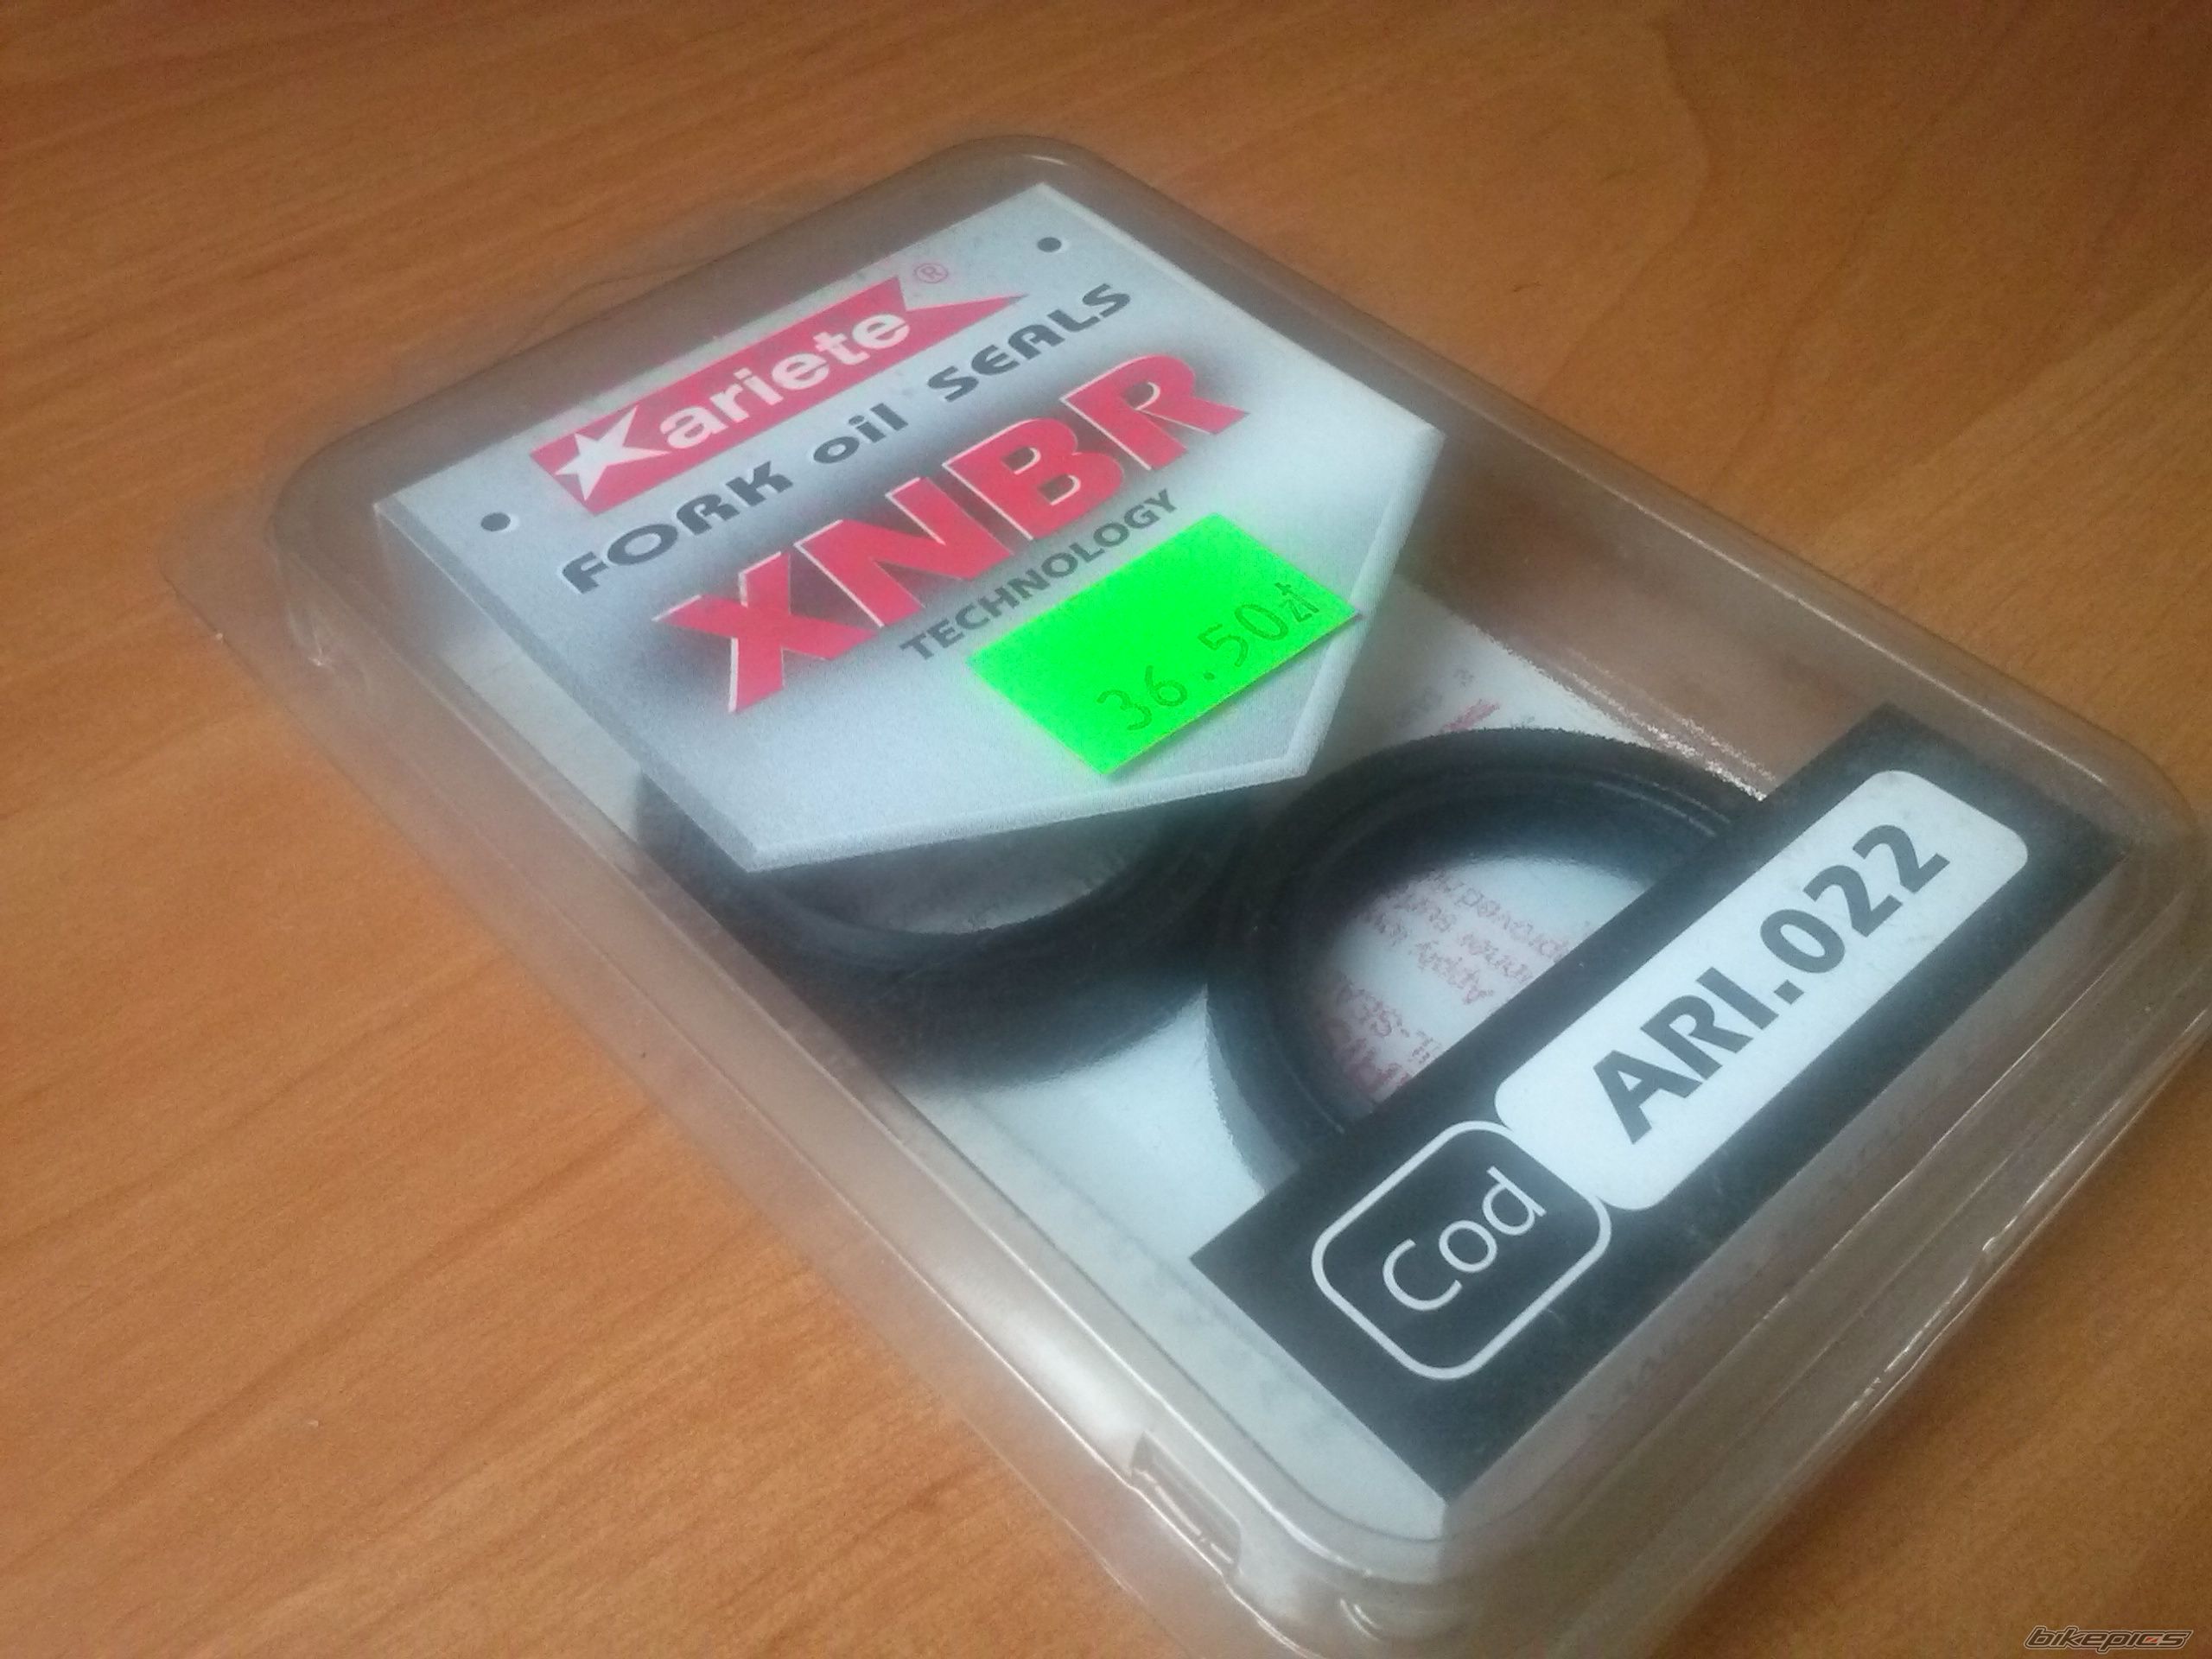 ariete®
FORK oil SEALS
XNBR
TECHNOLOGY
36.50zł
Cod ARI.022
bikepics